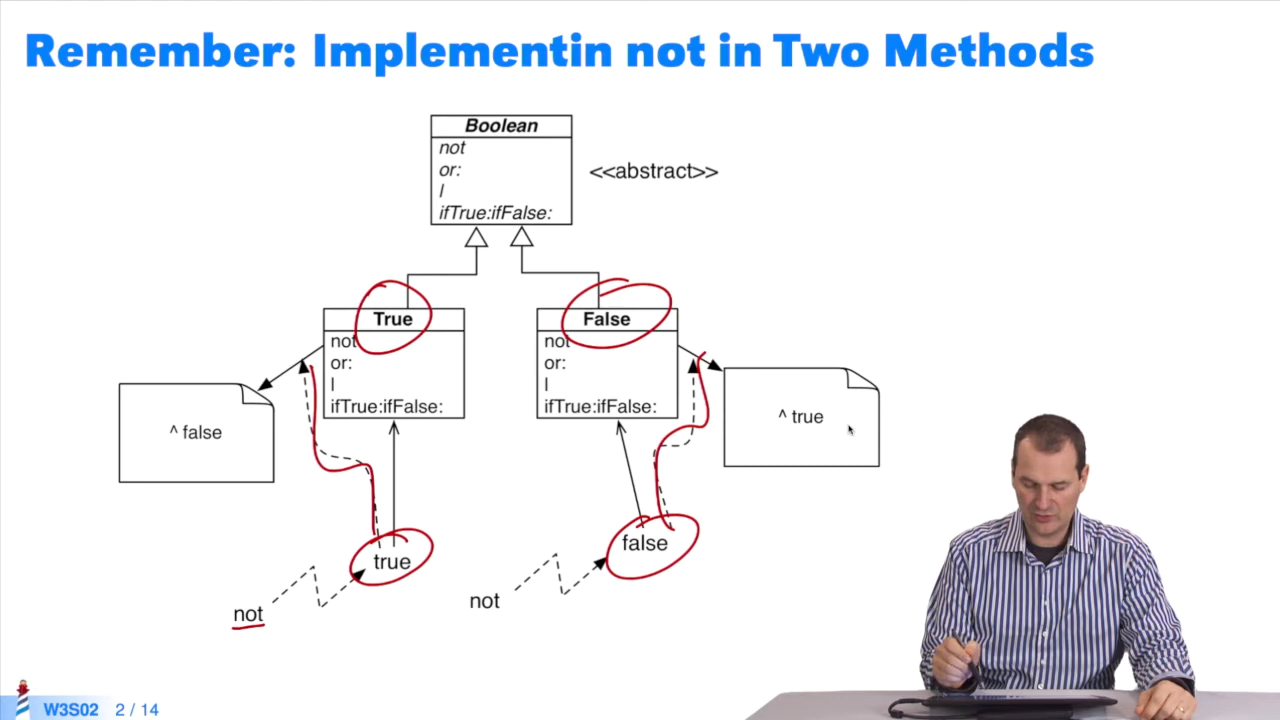 Remember: Implementin not in Two Methods
Boolean
not
or:
|
ifTrue:ifFalse:
<<abstract>>
True
not
or:
|
ifTrue:ifFalse:
False
not
or:
|
ifTrue:ifFalse:
^ false
^ true
true
false
not
not
W3S02 2 / 14